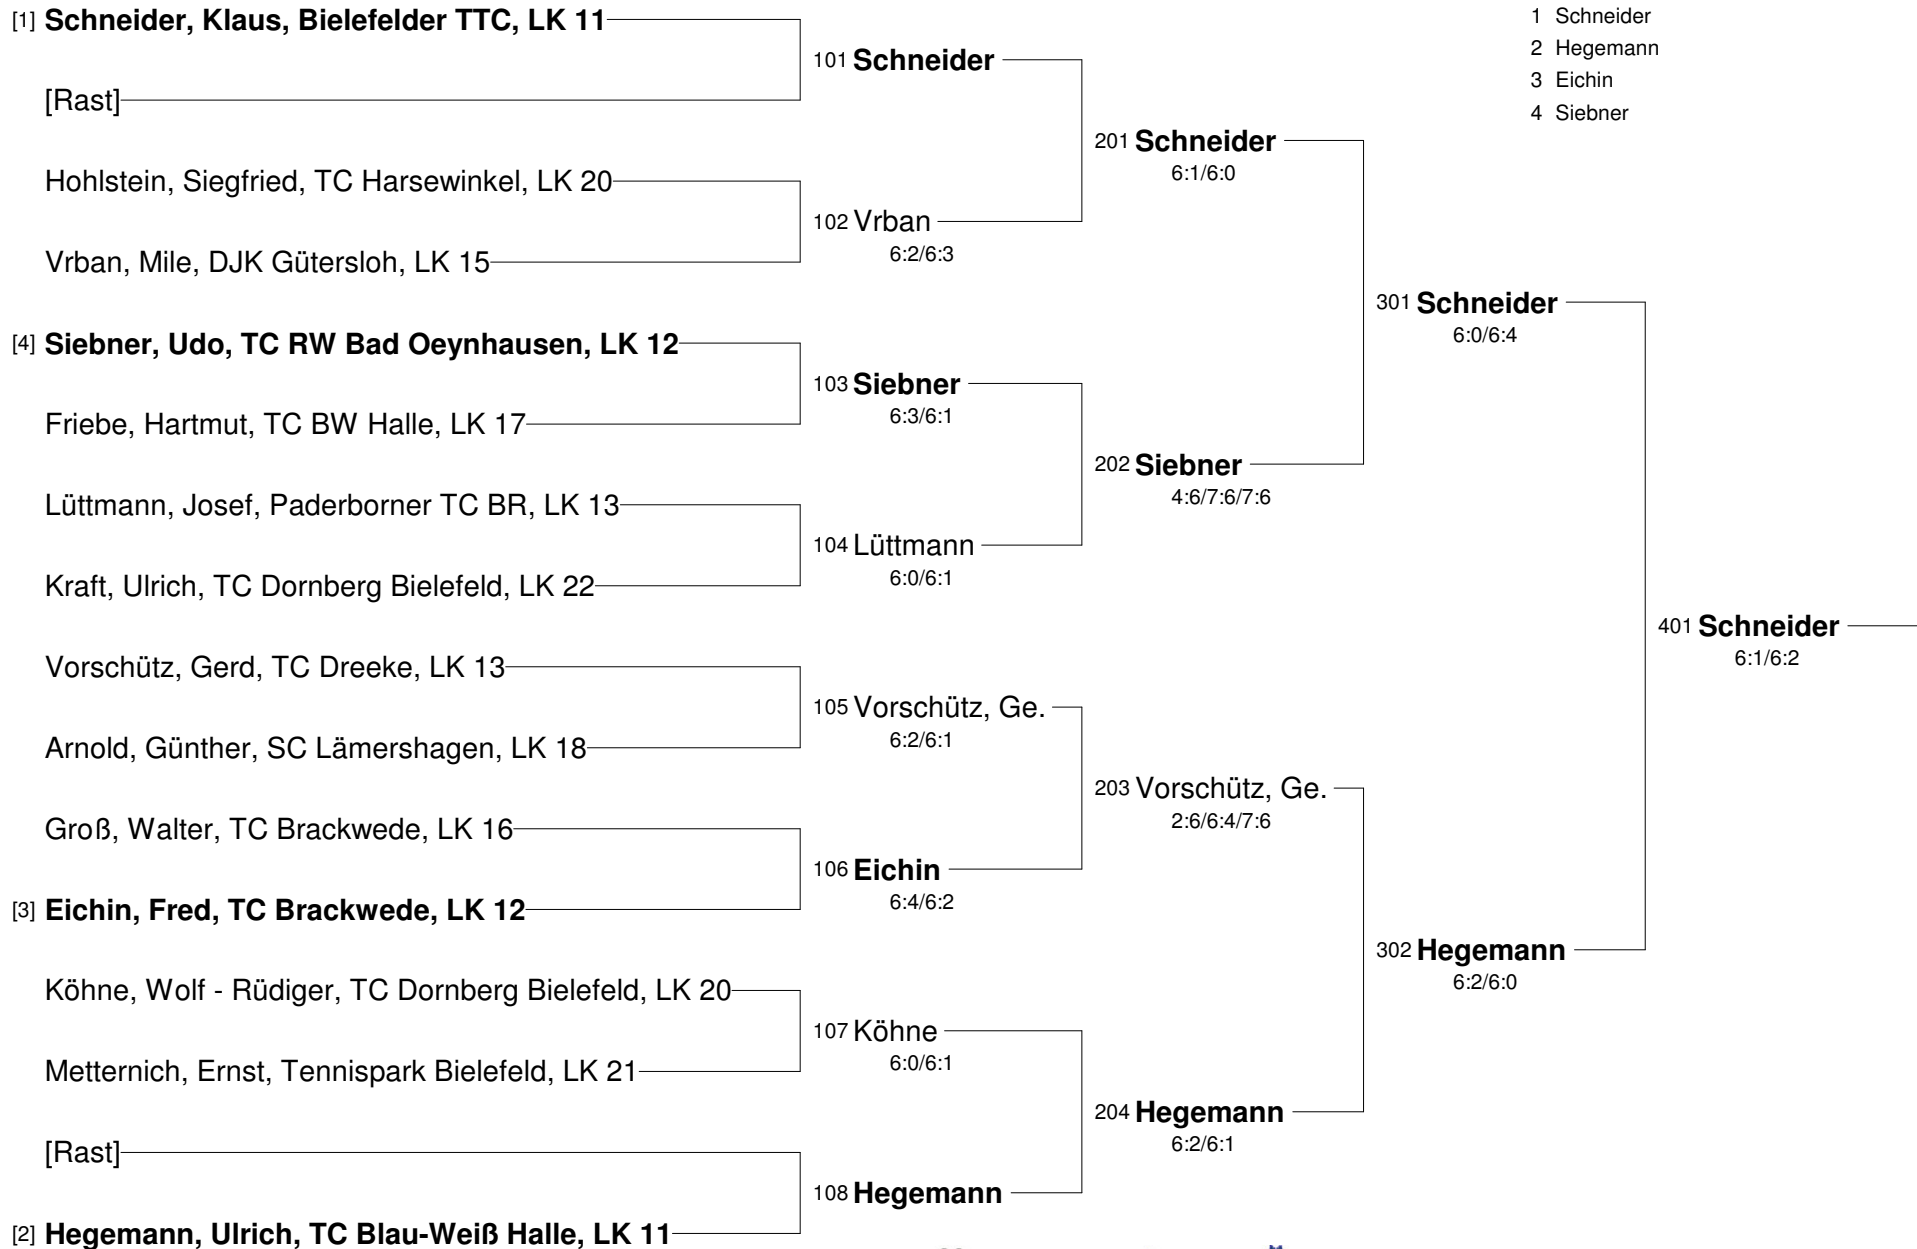 [1] Schneider, Klaus, Bielefelder TTC, LK 11
[Rast]
Hohlstein, Siegfried, TC Harsewinkel, LK 20
Vrban, Mile, DJK Gütersloh, LK 15
[4] Siebner, Udo, TC RW Bad Oeynhausen, LK 12
Friebe, Hartmut, TC BW Halle, LK 17
Lüttmann, Josef, Paderborner TC BR, LK 13
Kraft, Ulrich, TC Dornberg Bielefeld, LK 22
Vorschütz, Gerd, TC Dreeke, LK 13
Arnold, Günther, SC Lämershagen, LK 18
Groß, Walter, TC Brackwede, LK 16
[3] Eichin, Fred, TC Brackwede, LK 12
Köhne, Wolf - Rüdiger, TC Dornberg Bielefeld, LK 20
Metternich, Ernst, Tennispark Bielefeld, LK 21
[Rast]
[2] Hegemann, Ulrich, TC Blau-Weiß Halle, LK 11
101 Schneider
102 Vrban
6:2/6:3
103 Siebner
6:3/6:1
104 Lüttmann
6:0/6:1
105 Vorschütz, Ge.
6:2/6:1
106 Eichin
6:4/6:2
107 Köhne
6:0/6:1
108 Hegemann
201 Schneider
6:1/6:0
202 Siebner
4:6/7:6/7:6
203 Vorschütz, Ge.
2:6/6:4/7:6
204 Hegemann
6:2/6:1
301 Schneider
6:0/6:4
302 Hegemann
6:2/6:0
401 Schneider
6:1/6:2
1 Schneider
2 Hegemann
3 Eichin
4 Siebner